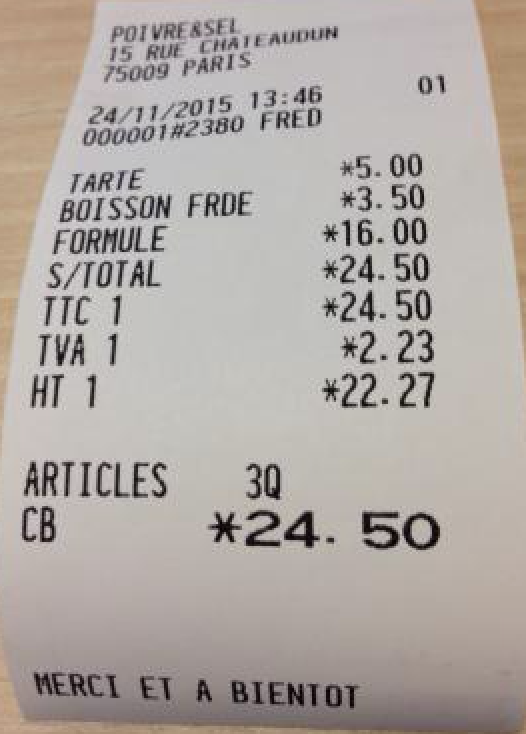 POIVRE&SEL
15 RUE CHATEAUDUN
75009 PARIS
24/11/2015 13:46 01
000001#2380 FRED
TARTE *5.00
BOISSON FRDE *3.50
FORMULE *16.00
S/TOTAL *24.50
TTC 1 *24.50
TVA 1 *2.23
HT 1 *22.27
ARTICLES 3Q
CB *24.50
MERCI ET A BIENTOT